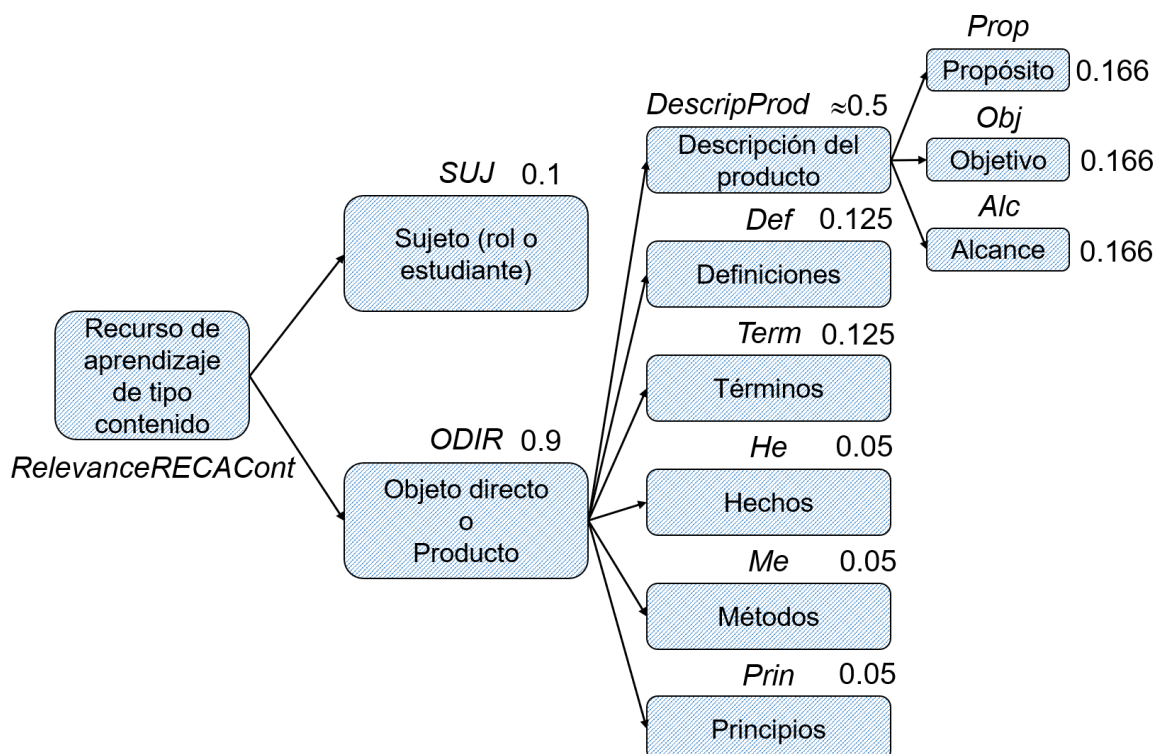 Prop
Propósito 0.166
DescripProd ≈0.5
Descripción del
producto
Obj
Objetivo 0.166
SUJ 0.1
Sujeto (rol o
estudiante)
Alc
Alcance 0.166
Def 0.125
Definiciones
Recurso de
aprendizaje
de tipo
contenido
RelevanceRECACont
Term 0.125
Términos
ODIR 0.9
Objeto directo
o
Producto
He 0.05
Hechos
Me 0.05
Métodos
Prin 0.05
Principios